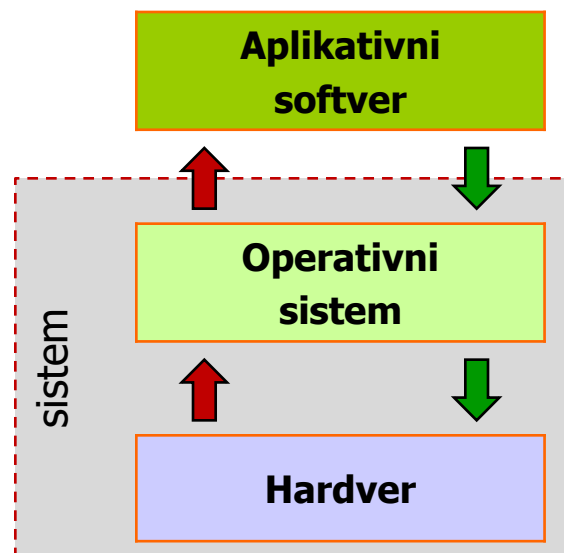 Aplikativni
softver
Operativni
sistem
sistem
Hardver